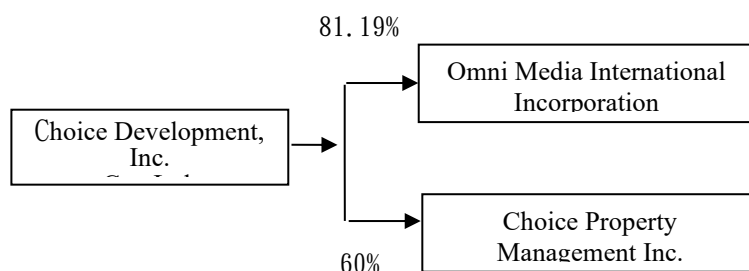 81.19%
Omni Media International
Incorporation
Choice Development,
Inc.
Choice Property
Management Inc.
60%